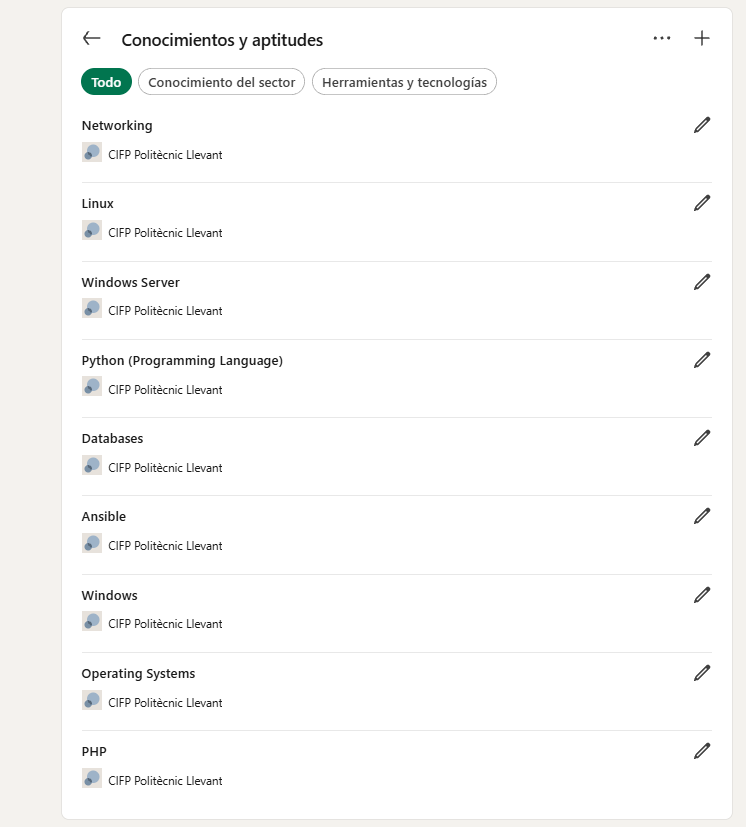 Conocimientos y aptitudes
Todo
Conocimiento del sector
Herramientas y tecnologías
Networking
CIFP Politècnic Llevant
Linux
CIFP Politècnic Llevant
Windows Server
CIFP Politècnic Llevant
Python (Programming Language)
CIFP Politècnic Llevant
Databases
CIFP Politècnic Llevant
Ansible
CIFP Politècnic Llevant
Windows
CIFP Politècnic Llevant
Operating Systems
CIFP Politècnic Llevant
PHP
CIFP Politècnic Llevant